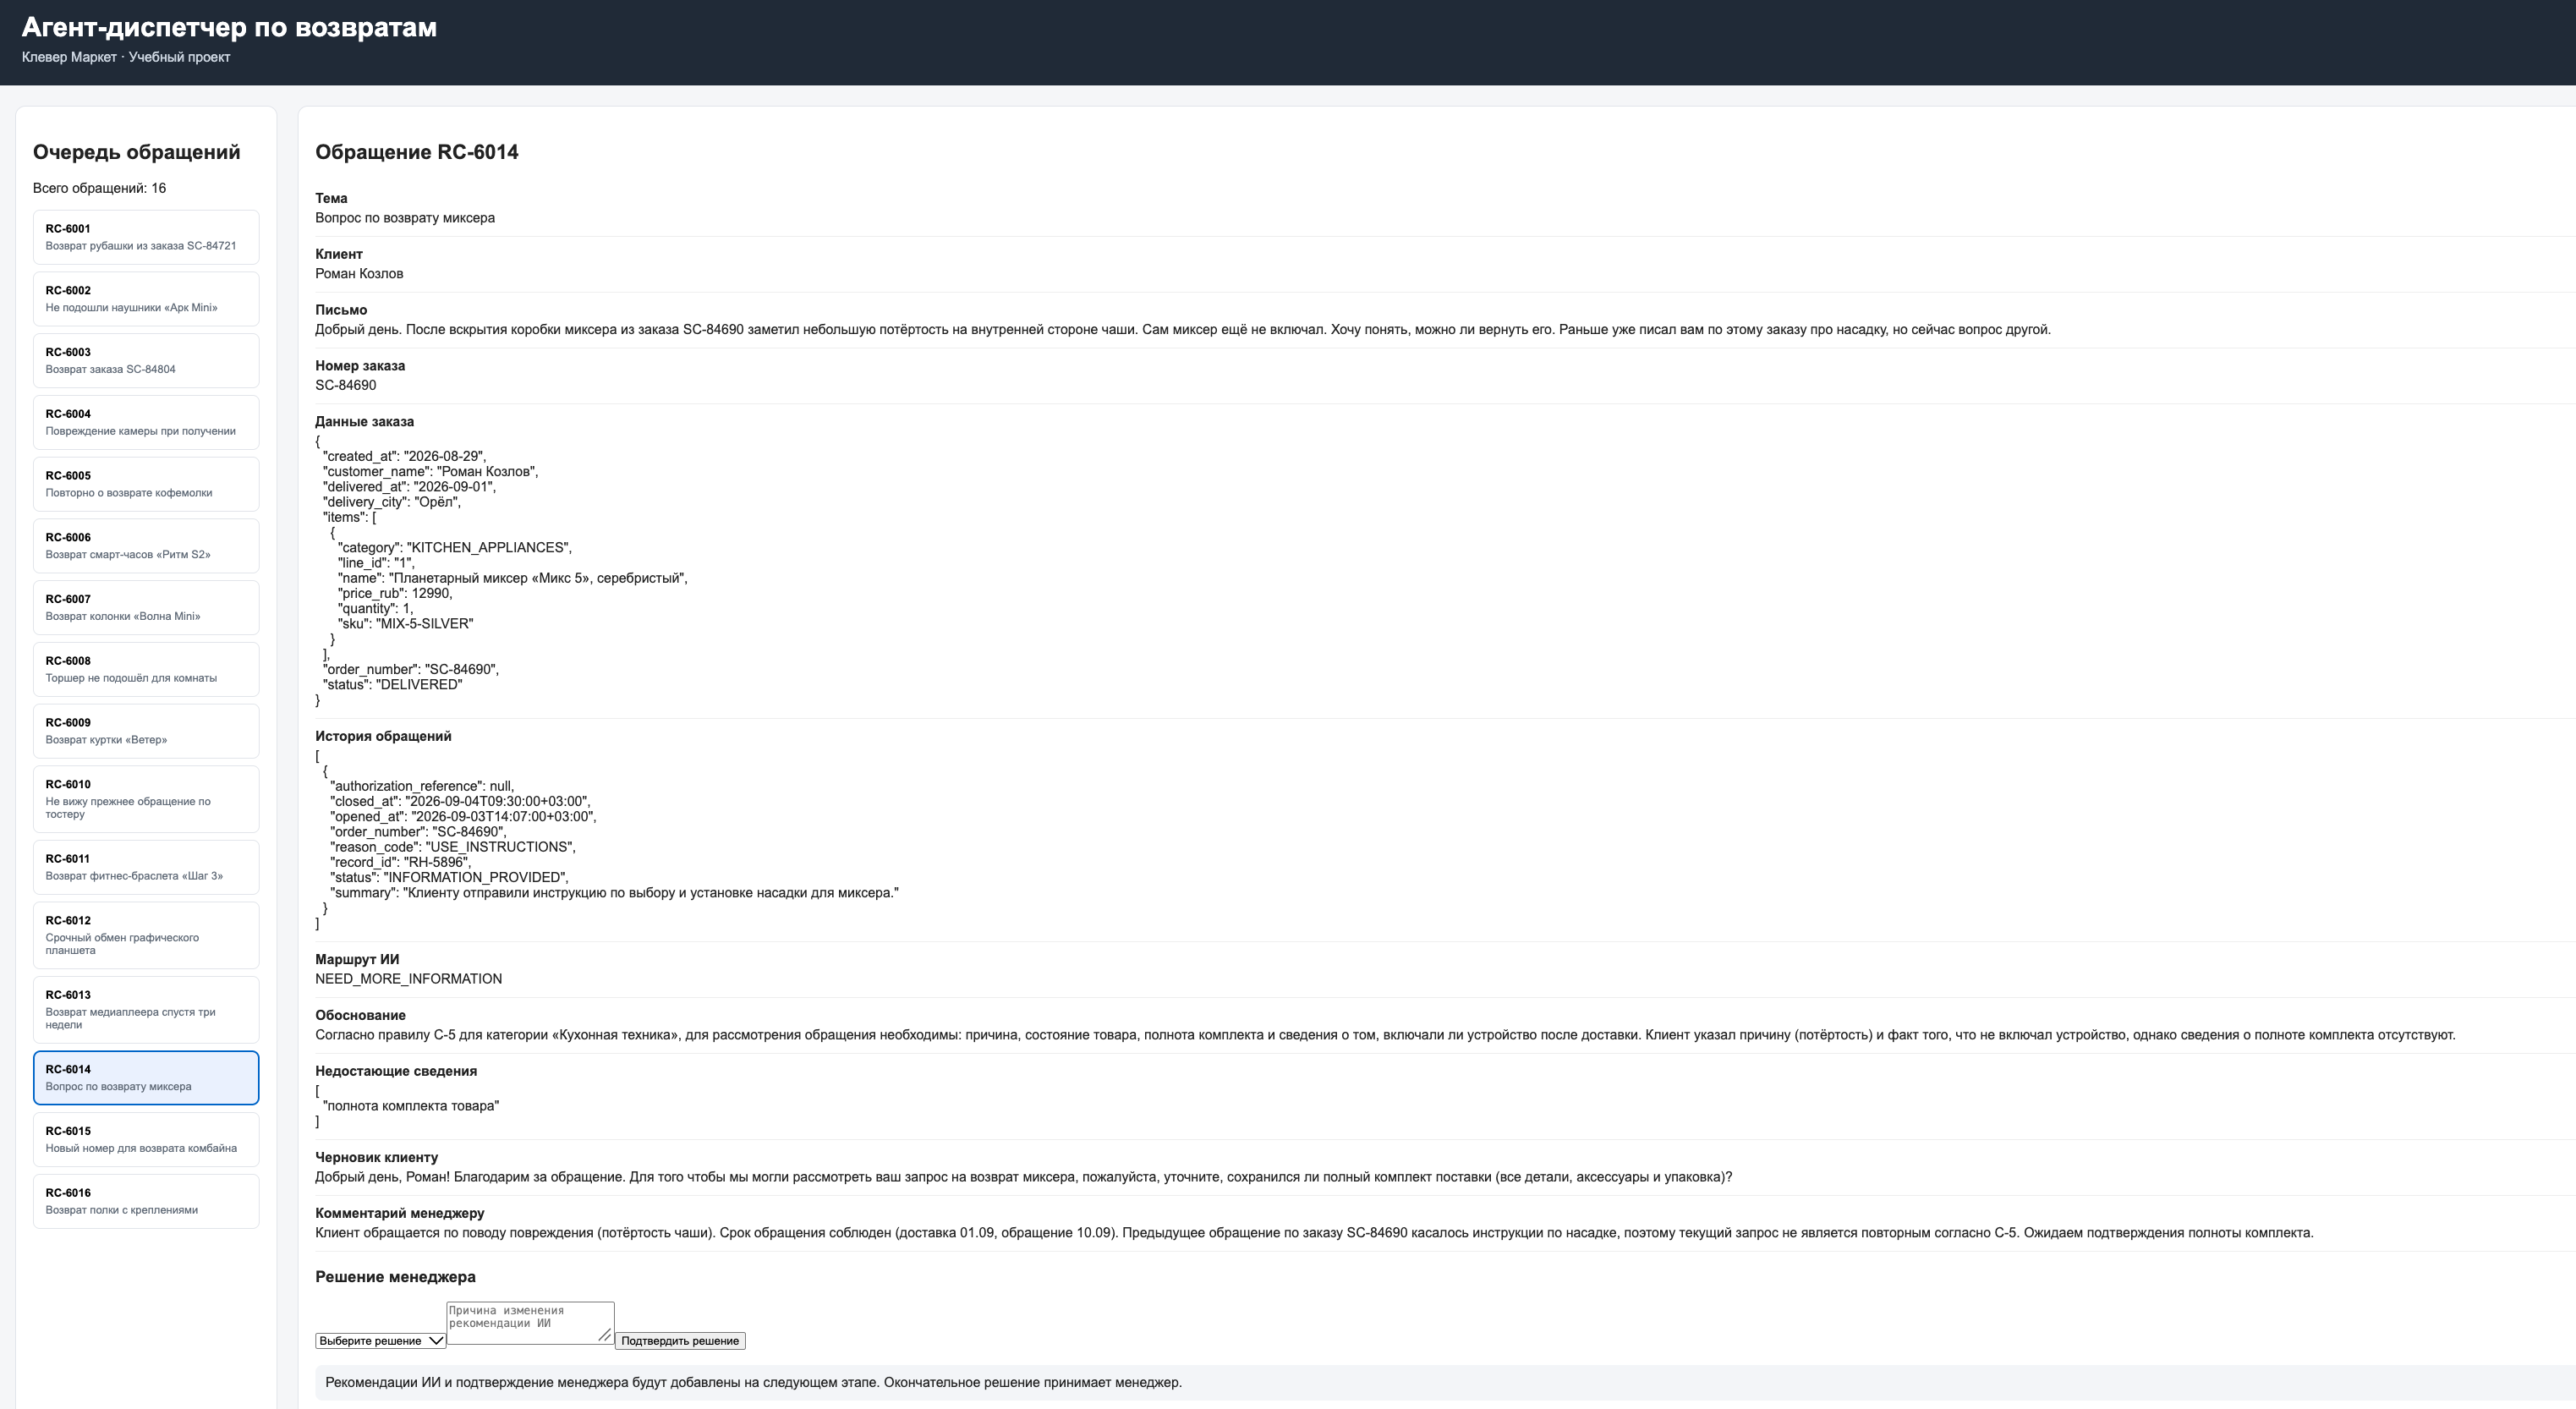 Агент-диспетчер по возвратам
Клевер Маркет · Учебный проект
Очередь обращений
Всего обращений: 16
RC-6001
Возврат рубашки из заказа SC-84721
RC-6002
Не подошли наушники «Арк Mini»
RC-6003
Возврат заказа SC-84804
RC-6004
Повреждение камеры при получении
RC-6005
Повторно о возврате кофемолки
RC-6006
Возврат смарт-часов «Ритм S2»
RC-6007
Возврат колонки «Волна Mini»
RC-6008
Торшер не подошёл для комнаты
RC-6009
Возврат куртки «Ветер»
RC-6010
Не вижу прежнее обращение по
тостеру
RC-6011
Возврат фитнес-браслета «Шаг 3»
RC-6012
Срочный обмен графического
планшета
RC-6013
Возврат медиаплеера спустя три
недели
RC-6014
Вопрос по возврату миксера
RC-6015
Новый номер для возврата комбайна
RC-6016
Возврат полки с креплениями
Обращение RC-6014
Тема
Вопрос по возврату миксера
Клиент
Роман Козлов
Письмо
Добрый день. После вскрытия коробки миксера из заказа SC-84690 заметил небольшую потёртость на внутренней стороне чаши. Сам миксер ещё не включал. Хочу понять, можно ли вернуть его. Раньше уже писал вам по этому заказу про насадку, но сейчас вопрос другой.
Номер заказа
SC-84690
Данные заказа
{
"created_at": "2026-08-29",
"customer_name": "Роман Козлов",
"delivered_at": "2026-09-01",
"delivery_city": "Орёл",
"items": [
{
"category": "KITCHEN_APPLIANCES",
"line_id": "1",
"name": "Планетарный миксер «Микс 5», серебристый",
"price_rub": 12990,
"quantity": 1,
"sku": "MIX-5-SILVER"
}
],
"order_number": "SC-84690",
"status": "DELIVERED"
}
История обращений
[
{
"authorization_reference": null,
"closed_at": "2026-09-04T09:30:00+03:00",
"opened_at": "2026-09-03T14:07:00+03:00",
"order_number": "SC-84690",
"reason_code": "USE_INSTRUCTIONS",
"record_id": "RH-5896",
"status": "INFORMATION_PROVIDED",
"summary": "Клиенту отправили инструкцию по выбору и установке насадки для миксера."
}
]
Маршрут ИИ
NEED_MORE_INFORMATION
Обоснование
Согласно правилу C-5 для категории «Кухонная техника», для рассмотрения обращения необходимы: причина, состояние товара, полнота комплекта и сведения о том, включали ли устройство после доставки. Клиент указал причину (потёртость) и факт того, что не включал устройство, однако сведения о полноте комплекта отсутствуют.
Недостающие сведения
[
"полнота комплекта товара"
]
Черновик клиенту
Добрый день, Роман! Благодарим за обращение. Для того чтобы мы могли рассмотреть ваш запрос на возврат миксера, пожалуйста, уточните, сохранился ли полный комплект поставки (все детали, аксессуары и упаковка)?
Комментарий менеджеру
Клиент обращается по поводу повреждения (потёртость чаши). Срок обращения соблюден (доставка 01.09, обращение 10.09). Предыдущее обращение по заказу SC-84690 касалось инструкции по насадке, поэтому текущий запрос не является повторным согласно C-5. Ожидаем подтверждения полноты комплекта.
Решение менеджера
Выберите решение
Причина изменения
рекомендации ИИ
Подтвердить решение
Рекомендации ИИ и подтверждение менеджера будут добавлены на следующем этапе. Окончательное решение принимает менеджер.